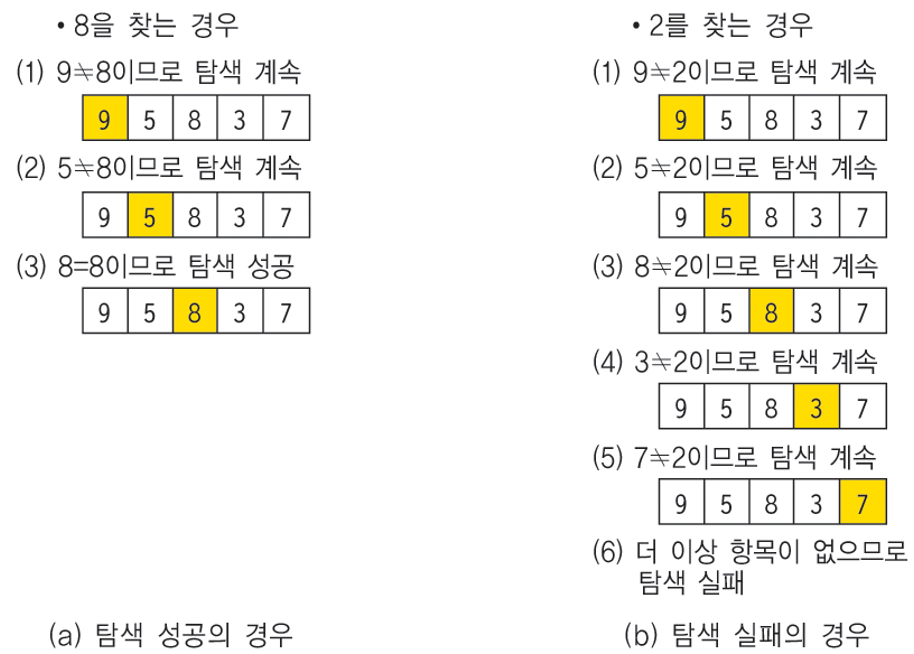 • 8을 찾는 경우
(1) 9≠8이므로 탐색 계속
9 5 8 3 7
(2) 5≠8이므로 탐색 계속
9 5 8 3 7
(3) 8=8이므로 탐색 성공
9 5 8 3 7
(a) 탐색 성공의 경우
• 2를 찾는 경우
(1) 9≠2이므로 탐색 계속
9 5 8 3 7
(2) 5≠2이므로 탐색 계속
9 5 8 3 7
(3) 8≠2이므로 탐색 계속
9 5 8 3 7
(4) 3≠2이므로 탐색 계속
9 5 8 3 7
(5) 7≠2이므로 탐색 계속
9 5 8 3 7
(6) 더 이상 항목이 없으므로
탐색 실패
(b) 탐색 실패의 경우